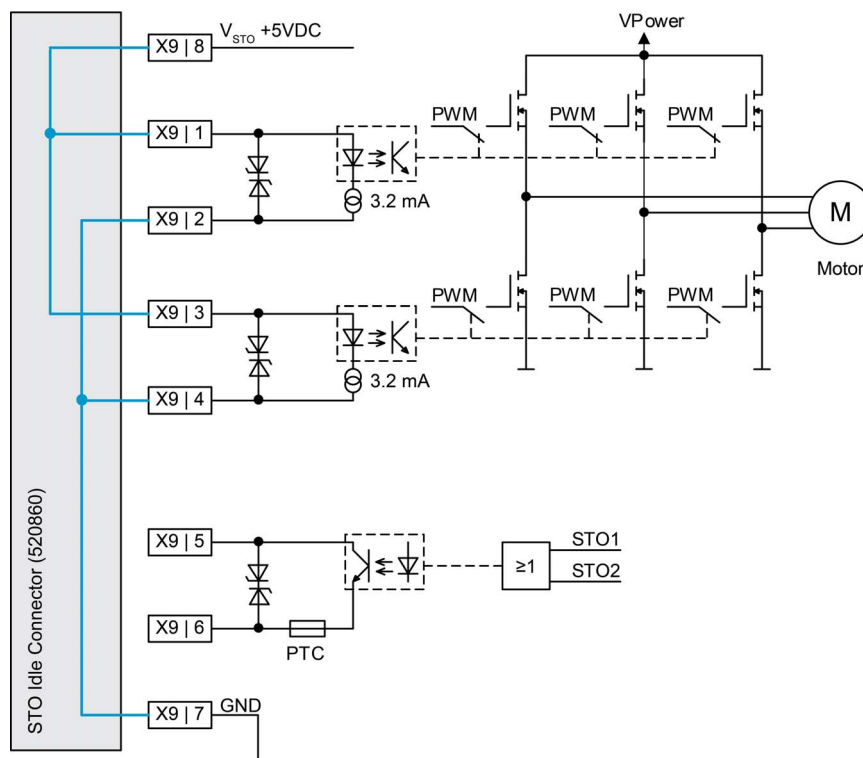 V_STO +5VDC
X9 | 8
VPower
X9 | 1
PWM
PWM
PWM
3.2 mA
X9 | 2
M
Motor
X9 | 3
PWM
PWM
PWM
3.2 mA
X9 | 4
X9 | 5
STO1
≥1
STO2
X9 | 6
PTC
X9 | 7
GND
STO Idle Connector (520860)